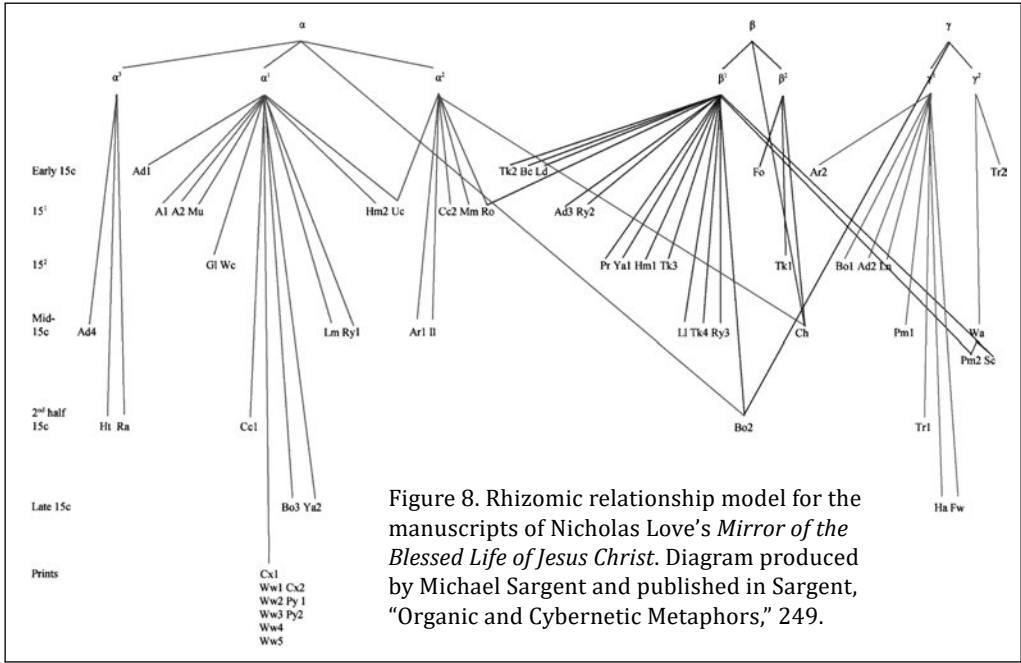 α β γ
α³ α¹ α² β¹ β² γ¹ γ²
Early 15c Ad1 Tk2 Bc Ld Fo Ar2 Tr2
15¹ A1 A2 Mu Hm2 Uc Cc2 Mm Ro Ad3 Ry2
15² Gl Wc Pr Ya1 Hm1 Tk3 Tk1 Bo1 Ad2 Ln
Mid-
15c Ad4 Lm Ry1 Ar1 Il Ll Tk4 Ry3 Ch Pm1 Wa
Pm2 Sc
2nd half
15c Ht Ra Cc1 Bo2 Tr1
Late 15c Bo3 Ya2 Ha Fw
Figure 8. Rhizomic relationship model for the
manuscripts of Nicholas Love’s Mirror of the
Blessed Life of Jesus Christ. Diagram produced
by Michael Sargent and published in Sargent,
“Organic and Cybernetic Metaphors,” 249.
Prints Cx1
Ww1 Cx2
Ww2 Py 1
Ww3 Py2
Ww4
Ww5